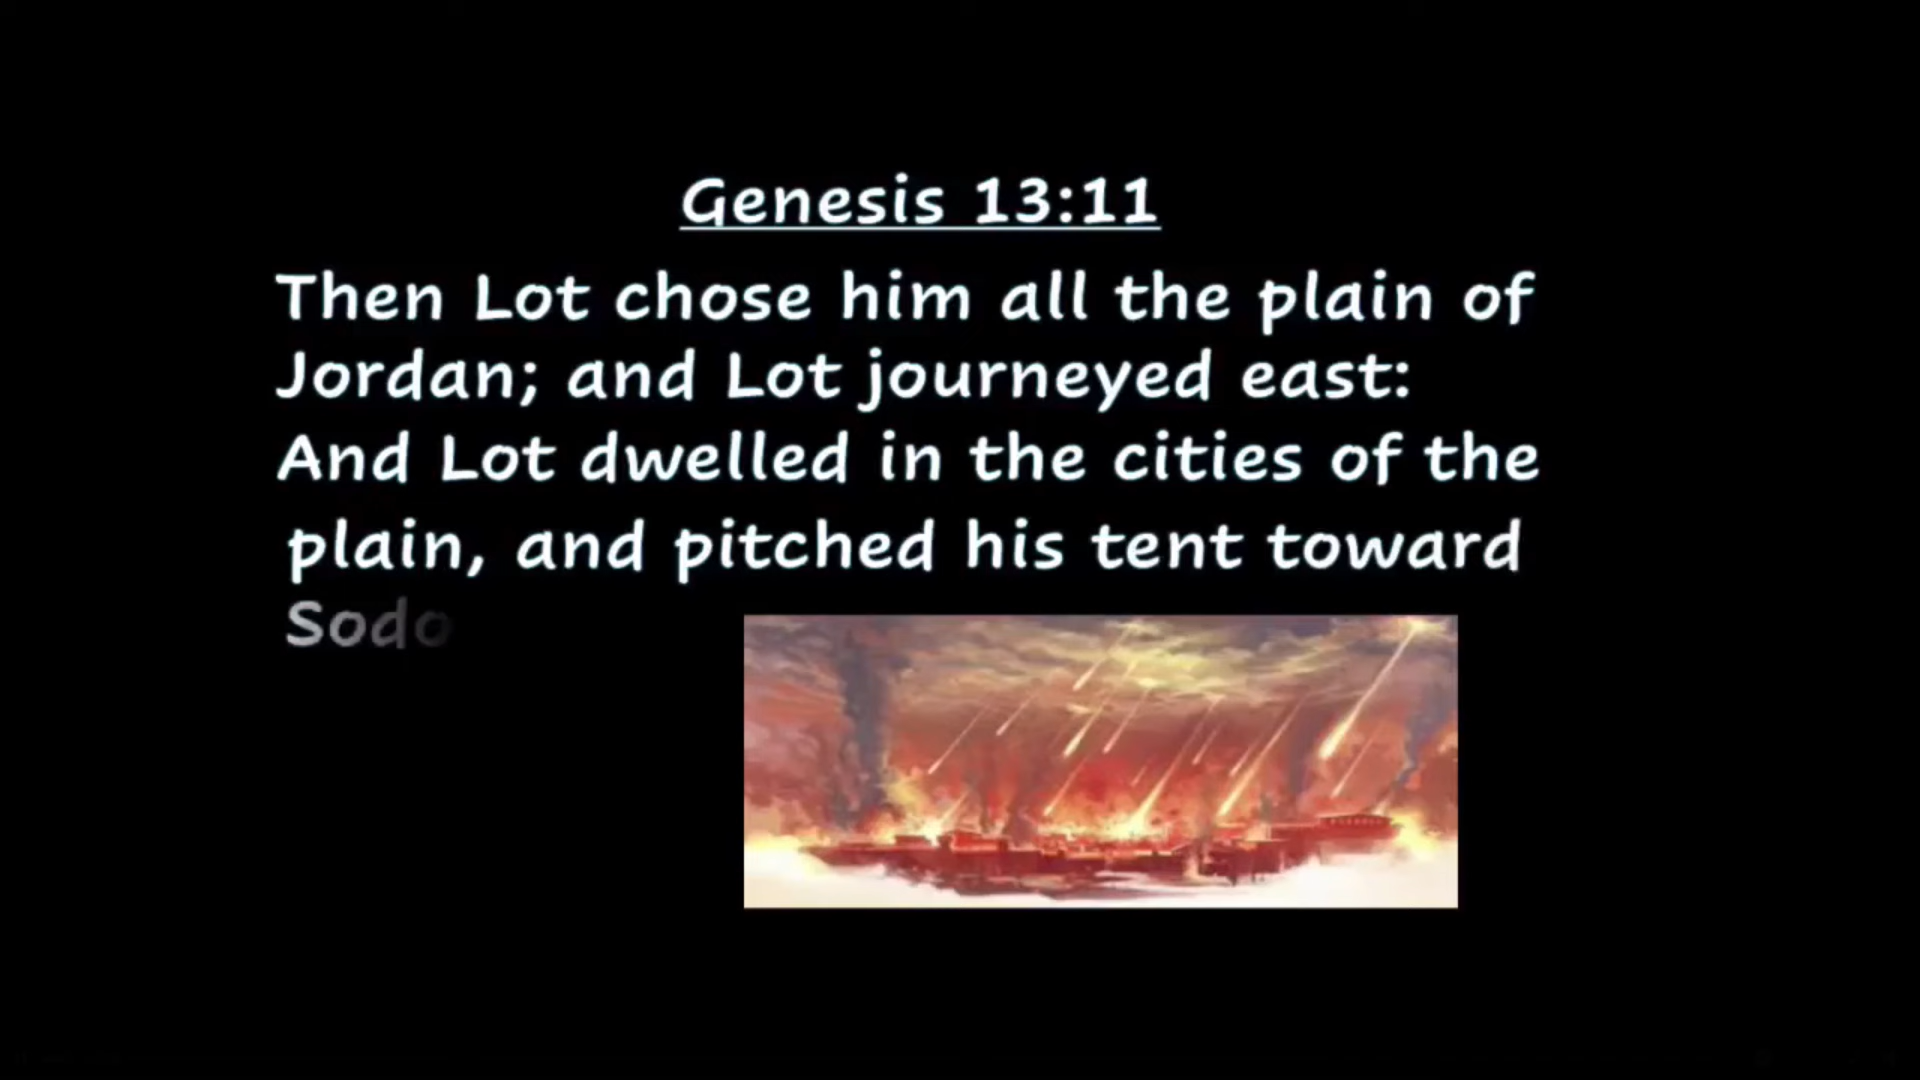 Genesis 13:11
Then Lot chose him all the plain of
Jordan; and Lot journeyed east:
And Lot dwelled in the cities of the
plain, and pitched his tent toward
Sodo